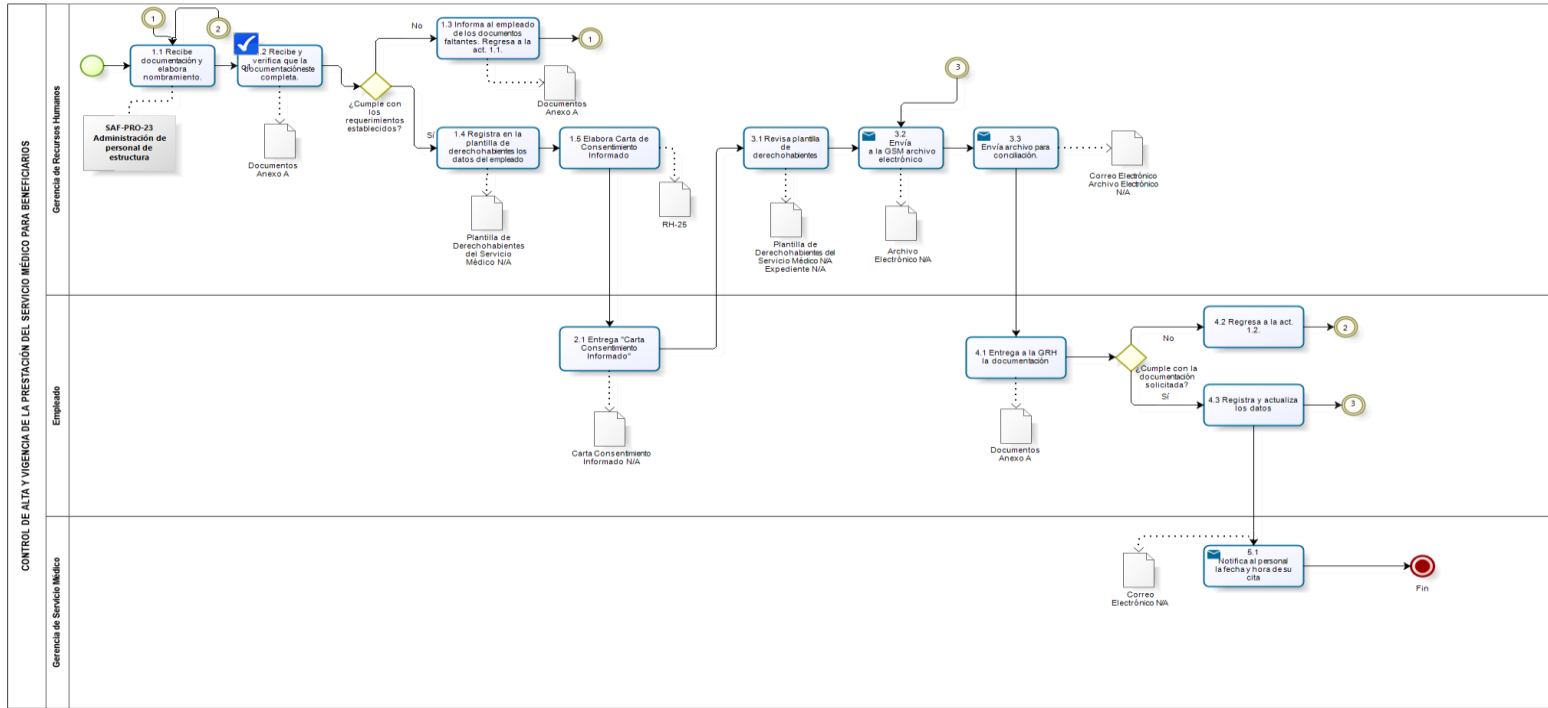 CONTROL DE ALTA Y VIGENCIA DE LA PRESTACIÓN DEL SERVICIO MÉDICO PARA BENEFICIARIOS
Gerencia de Recursos Humanos
1
2
1.1 Recibe
documentación y
elabora
nombramiento.
SAF-PRO-23
Administración de
personal de
estructura
1.2 Recibe y
verifica que la
documentacióneste
completa.
Documentos
Anexo A
¿Cumple con
los
requerimientos
establecidos?
No
1.3 Informa al empleado
de los documentos
faltantes. Regresa a la
act. 1.1.
1
Documentos
Anexo A
Sí
1.4 Registra en la
plantilla de
derechohabientes los
datos del empleado
Plantilla de
Derechohabientes
del Servicio
Médico N/A
1.5 Elabora Carta de
Consentimiento
Informado
RH-25
3.1 Revisa plantilla
de
derechohabientes
Plantilla de
Derechohabientes del
Servicio Médico N/A
Expediente N/A
3
3.2
Envía
a la GSM archivo
electrónico
Archivo
Electrónico N/A
3.3
Envía archivo para
conciliación.
Correo Electrónico
Archivo Electrónico
N/A
Empleado
2.1 Entrega "Carta
Consentimiento
Informado"
Carta Consentimiento
Informado N/A
4.1 Entrega a la GRH
la documentación
Documentos
Anexo A
¿Cumple con la
documentación
solicitada?
No
4.2 Regresa a la act.
1.2.
2
Sí
4.3 Registra y actualiza
los datos
3
Gerencia de Servicio Médico
5.1
Notifica al personal
la fecha y hora de su
cita
Correo
Electrónico N/A
Fin